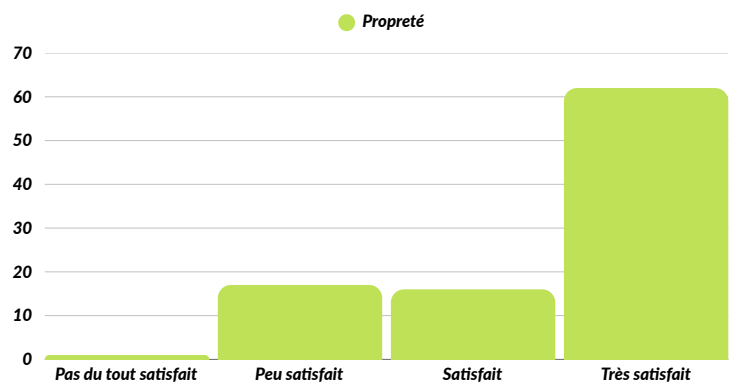 Propreté
70
60
50
40
30
20
10
0
Pas du tout satisfait
Peu satisfait
Satisfait
Très satisfait